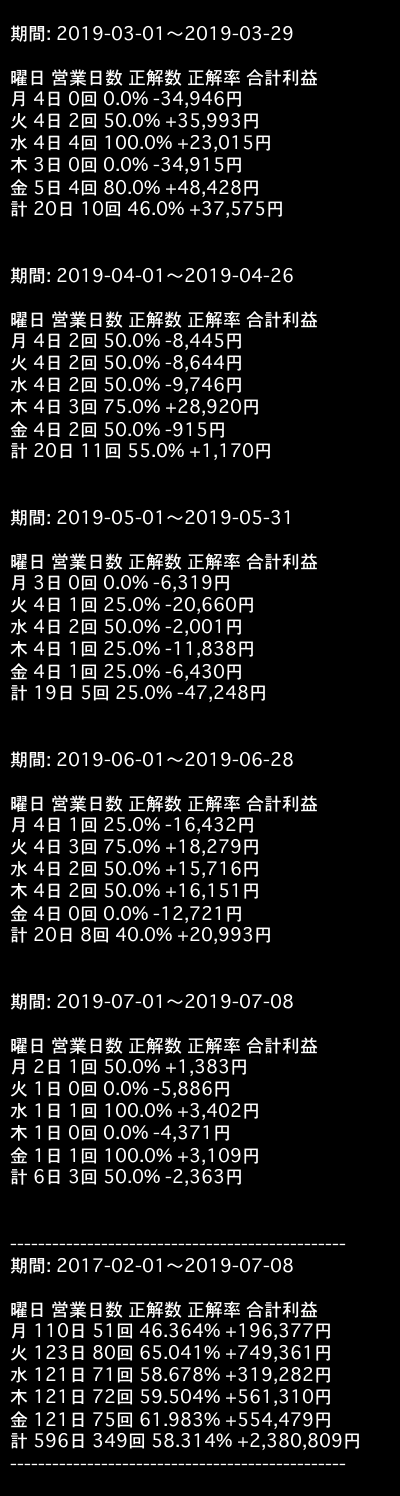 期間: 2019-03-01〜2019-03-29
曜日 営業日数 正解数 正解率 合計利益
月 4日 0回 0.0% -34,946円
火 4日 2回 50.0% +35,993円
水 4日 4回 100.0% +23,015円
木 3日 0回 0.0% -34,915円
金 5日 4回 80.0% +48,428円
計 20日 10回 46.0% +37,575円
期間: 2019-04-01〜2019-04-26
曜日 営業日数 正解数 正解率 合計利益
月 4日 2回 50.0% -8,445円
火 4日 2回 50.0% -8,644円
水 4日 2回 50.0% -9,746円
木 4日 3回 75.0% +28,920円
金 4日 2回 50.0% -915円
計 20日 11回 55.0% +1,170円
期間: 2019-05-01〜2019-05-31
曜日 営業日数 正解数 正解率 合計利益
月 3日 0回 0.0% -6,319円
火 4日 1回 25.0% -20,660円
水 4日 2回 50.0% -2,001円
木 4日 1回 25.0% -11,838円
金 4日 1回 25.0% -6,430円
計 19日 5回 25.0% -47,248円
期間: 2019-06-01〜2019-06-28
曜日 営業日数 正解数 正解率 合計利益
月 4日 1回 25.0% -16,432円
火 4日 3回 75.0% +18,279円
水 4日 2回 50.0% +15,716円
木 4日 2回 50.0% +16,151円
金 4日 0回 0.0% -12,721円
計 20日 8回 40.0% +20,993円
期間: 2019-07-01〜2019-07-08
曜日 営業日数 正解数 正解率 合計利益
月 2日 1回 50.0% +1,383円
火 1日 0回 0.0% -5,886円
水 1日 1回 100.0% +3,402円
木 1日 0回 0.0% -4,371円
金 1日 1回 100.0% +3,109円
計 6日 3回 50.0% -2,363円
------------------------------------------------
期間: 2017-02-01〜2019-07-08
曜日 営業日数 正解数 正解率 合計利益
月 110日 51回 46.364% +196,377円
火 123日 80回 65.041% +749,361円
水 121日 71回 58.678% +319,282円
木 121日 72回 59.504% +561,310円
金 121日 75回 61.983% +554,479円
計 596日 349回 58.314% +2,380,809円
------------------------------------------------